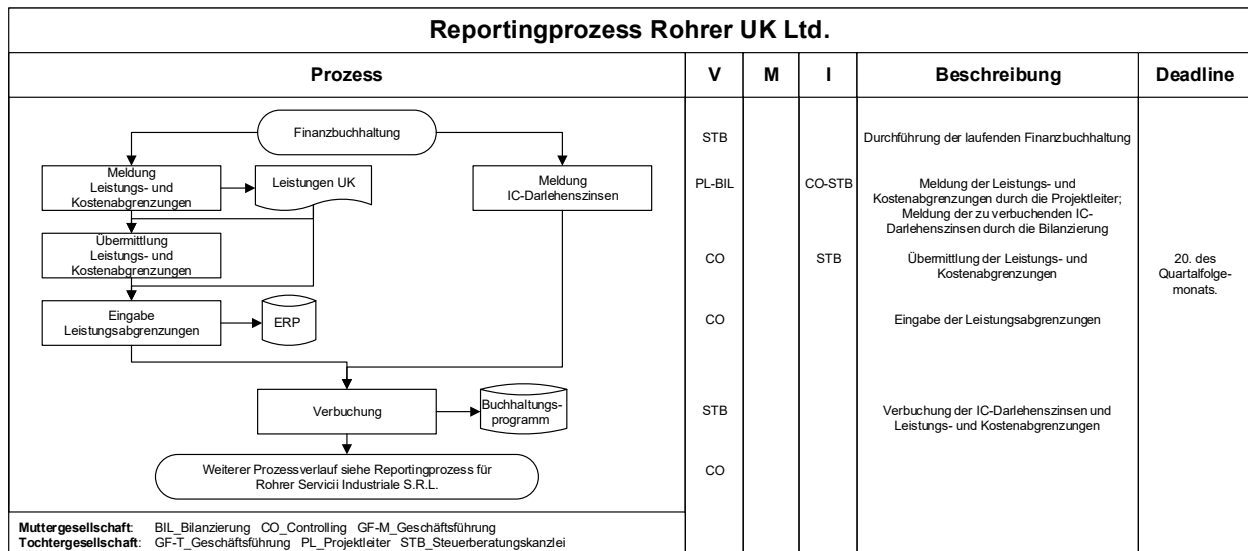 Reportingprozess Rohrer UK Ltd.
Prozess
V
M
I
Beschreibung
Deadline
Finanzbuchhaltung
STB
Durchführung der laufenden Finanzbuchhaltung
Meldung
Leistungs- und
Kostenabgrenzungen
Leistungen UK
Meldung
IC-Darlehenszinsen
PL-BIL
CO-STB
Meldung der Leistungs- und
Kostenabgrenzungen durch die Projektleiter;
Meldung der zu verbuchenden IC-
Darlehenszinsen durch die Bilanzierung
Übermittlung
Leistungs- und
Kostenabgrenzungen
CO
STB
Übermittlung der Leistungs- und
Kostenabgrenzungen
20. des
Quartalfolge-
monats.
Eingabe
Leistungsabgrenzungen
ERP
CO
Eingabe der Leistungsabgrenzungen
Verbuchung
Buchhaltungs-
programm
STB
Verbuchung der IC-Darlehenszinsen und
Leistungs- und Kostenabgrenzungen
Weiterer Prozessverlauf siehe Reportingprozess für
Rohrer Servicii Industriale S.R.L.
CO
Muttergesellschaft: BIL_Bilanzierung CO_Controlling GF-M_Geschäftsführung
Tochtergesellschaft: GF-T_Geschäftsführung PL_Projektleiter STB_Steuerberatungskanzlei